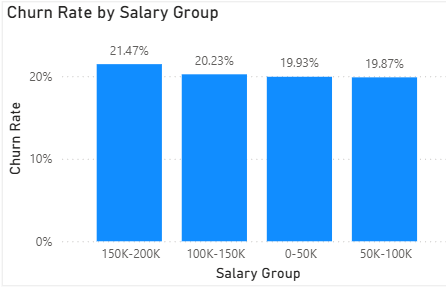 Churn Rate by Salary Group
21.47%
20.23%
19.93%
19.87%
20%
10%
0%
Churn Rate
150K-200K
100K-150K
0-50K
50K-100K
Salary Group